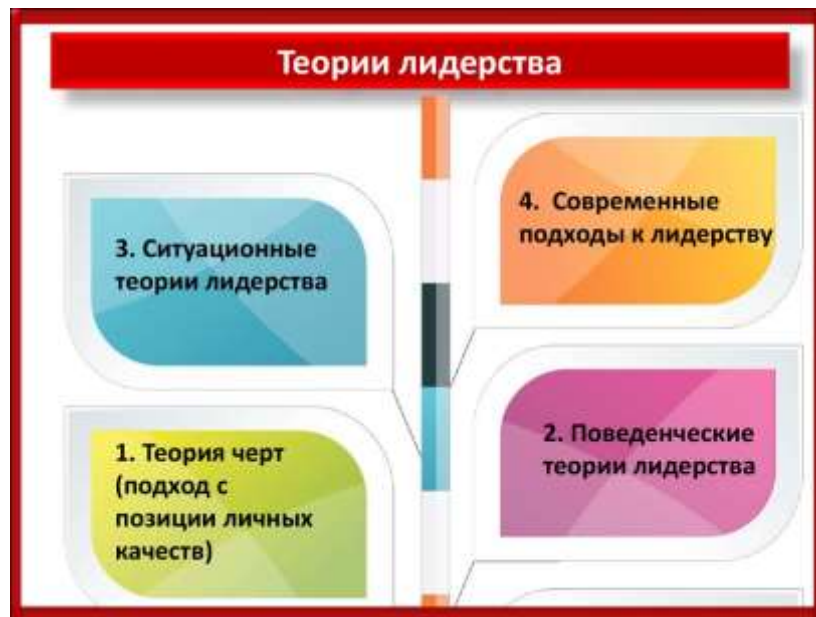 Теории лидерства
3. Ситуационные
теории лидерства
4. Современные
подходы к лидерству
1. Теория черт
(подход с
позиции личных
качеств)
2. Поведенческие
теории лидерства